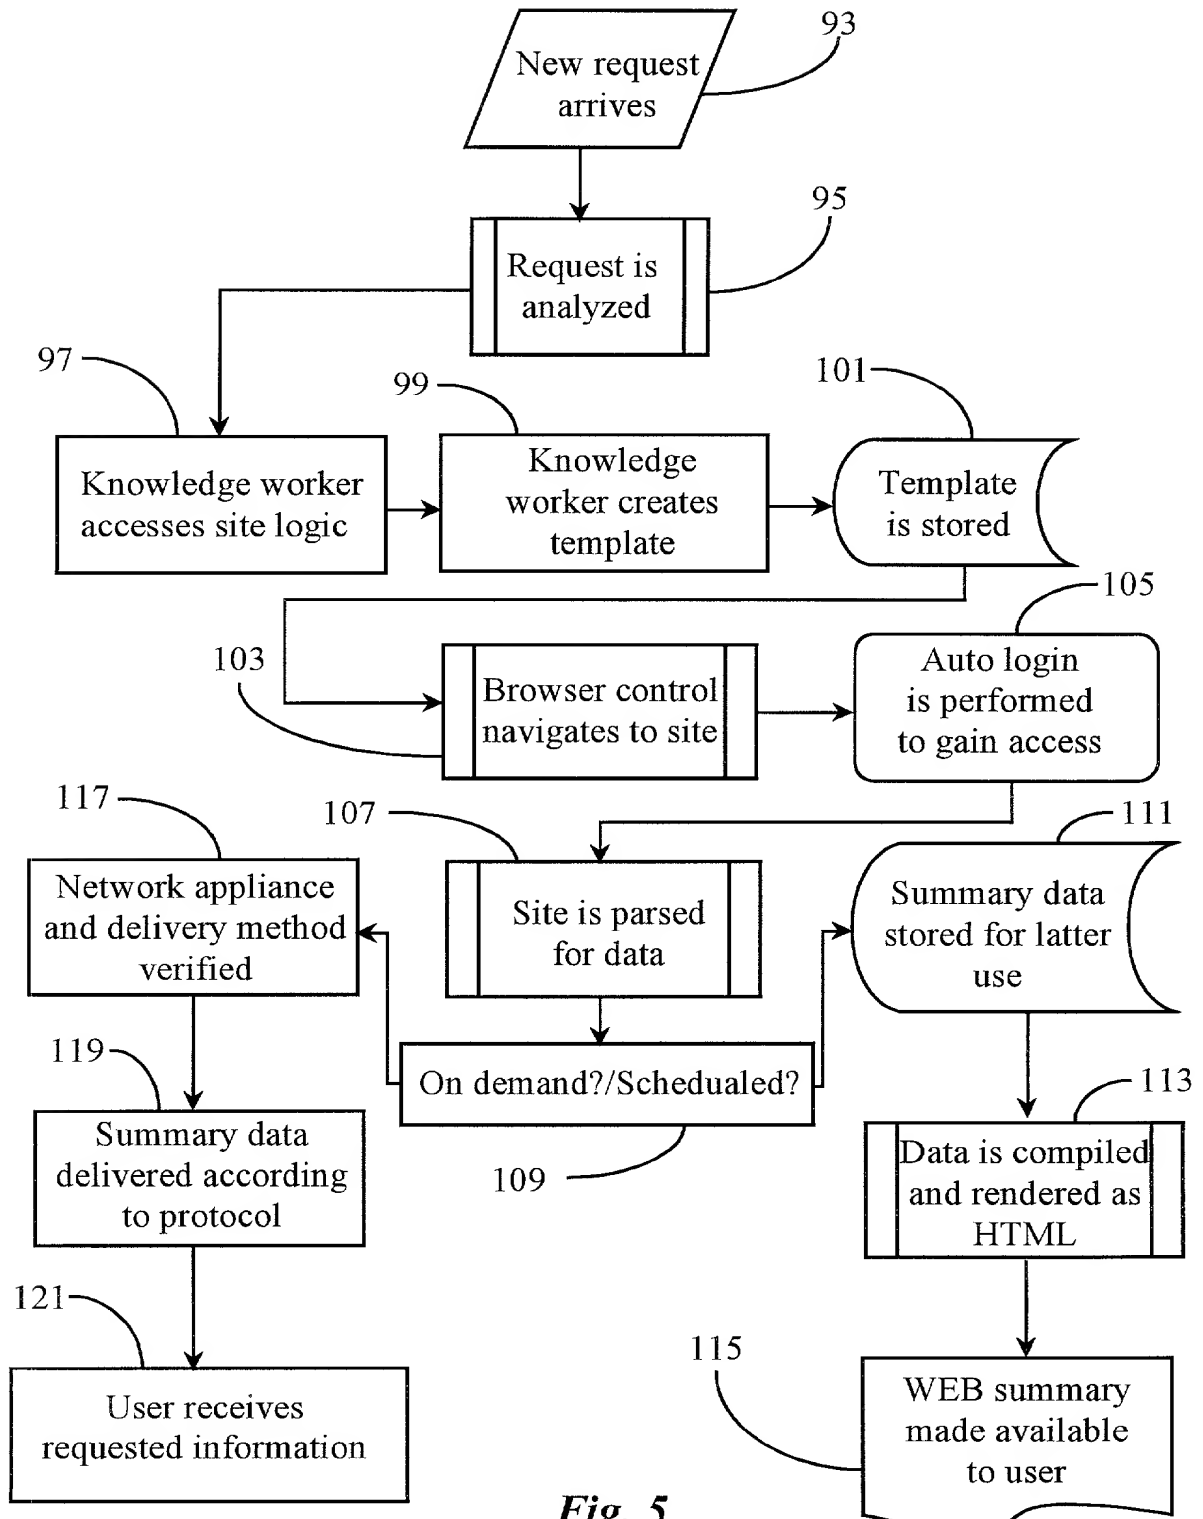 93
New request
arrives
95
Request is
analyzed
97
Knowledge worker
accesses site logic
99
Knowledge
worker creates
template
101
Template
is stored
103
Browser control
navigates to site
105
Auto login
is performed
to gain access
107
Site is parsed
for data
109
On demand?/Schedualed?
111
Summary data
stored for latter
use
113
Data is compiled
and rendered as
HTML
115
WEB summary
made available
to user
117
Network appliance
and delivery method
verified
119
Summary data
delivered according
to protocol
121
User receives
requested information
Fig. 5